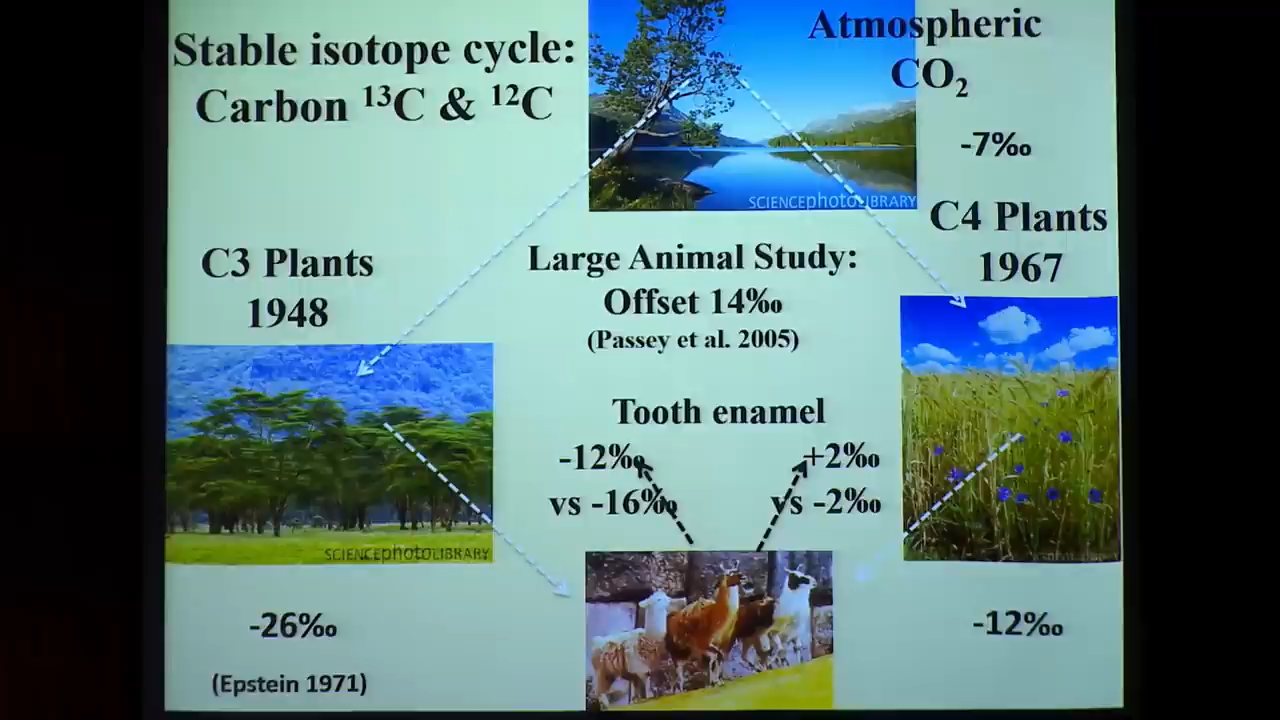 Stable isotope cycle:
Carbon ¹³C & ¹²C
Atmospheric
CO₂
-7‰
SCIENCEphotoLIBRARY
C4 Plants
1967
C3 Plants
1948
Large Animal Study:
Offset 14‰
(Passey et al. 2005)
Tooth enamel
-12‰
+2‰
vs -16‰
vs -2‰
SCIENCEphotoLIBRARY
-26‰
-12‰
(Epstein 1971)